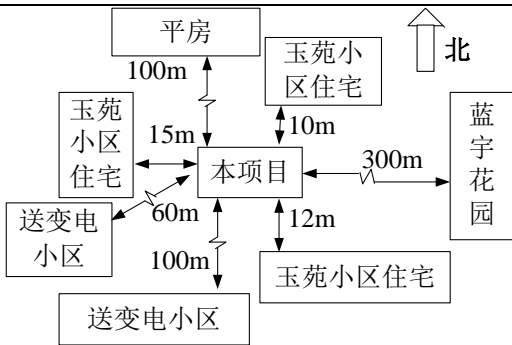 平房
北
100m
玉苑小
区住宅
玉苑
小区
住宅
15m
10m
蓝
宇
花
园
本项目
300m
送变电
小区
60m
12m
100m
玉苑小区住宅
送变电小区